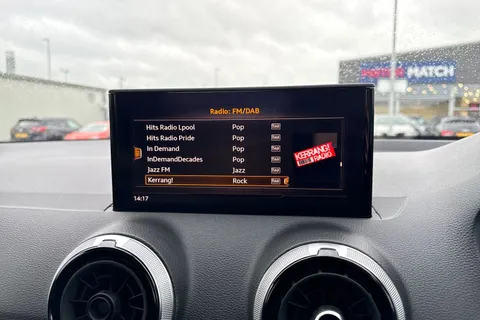 MATCH
Radio: FM/DAB
Hits Radio Lpool Pop
Hits Radio Pride Pop
In Demand Pop
InDemandDecades Pop
Jazz FM Jazz
Kerrang! Rock
KERRANG!
RADIO
14:17